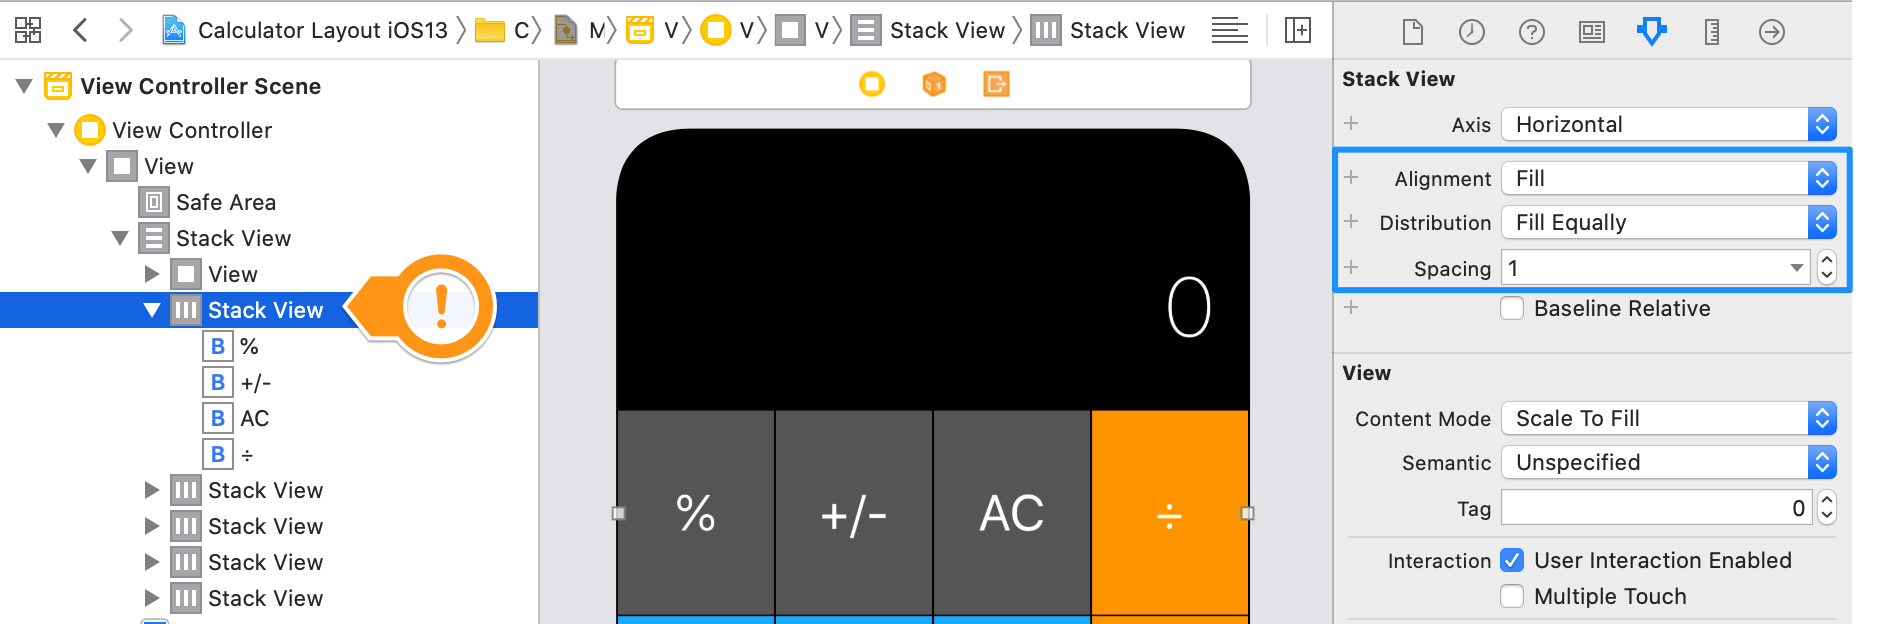 Calculator Layout iOS13 C M V V V Stack View Stack View
View Controller Scene
View Controller
View
Safe Area
Stack View
View
Stack View
B %
B +/-
B AC
B ÷
Stack View
Stack View
Stack View
Stack View
!
0
% +/- AC ÷
?
Stack View
Axis Horizontal
Alignment Fill
Distribution Fill Equally
Spacing 1
Baseline Relative
View
Content Mode Scale To Fill
Semantic Unspecified
Tag 0
Interaction User Interaction Enabled
Multiple Touch